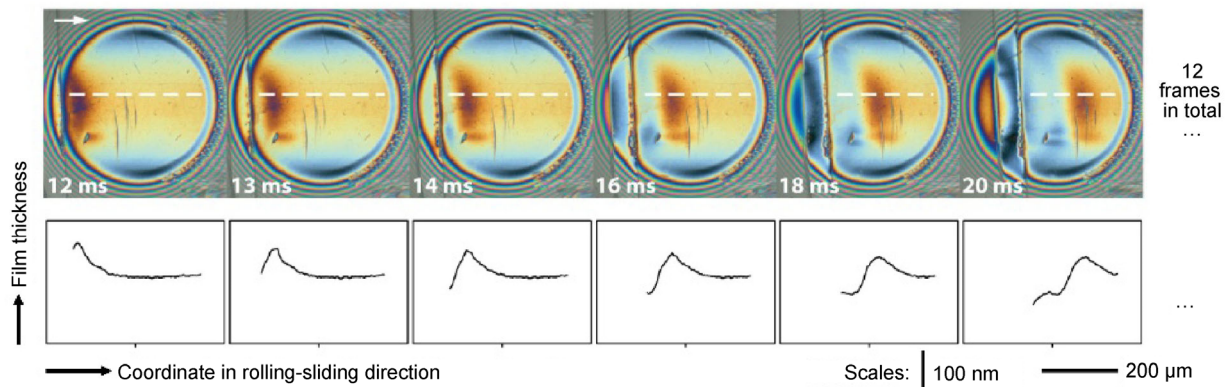 12 ms
13 ms
14 ms
16 ms
18 ms
20 ms
12
frames
in total
...
Film thickness
...
Coordinate in rolling-sliding direction
Scales:
100 nm
200 µm